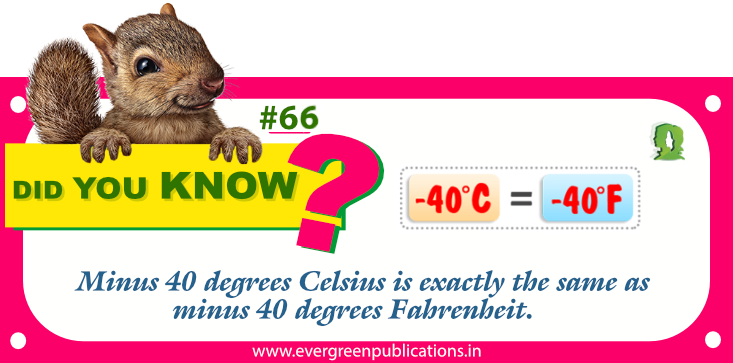 #66
DID YOU KNOW ?
-40°C = -40°F
Minus 40 degrees Celsius is exactly the same as
minus 40 degrees Fahrenheit.
www.evergreenpublications.in